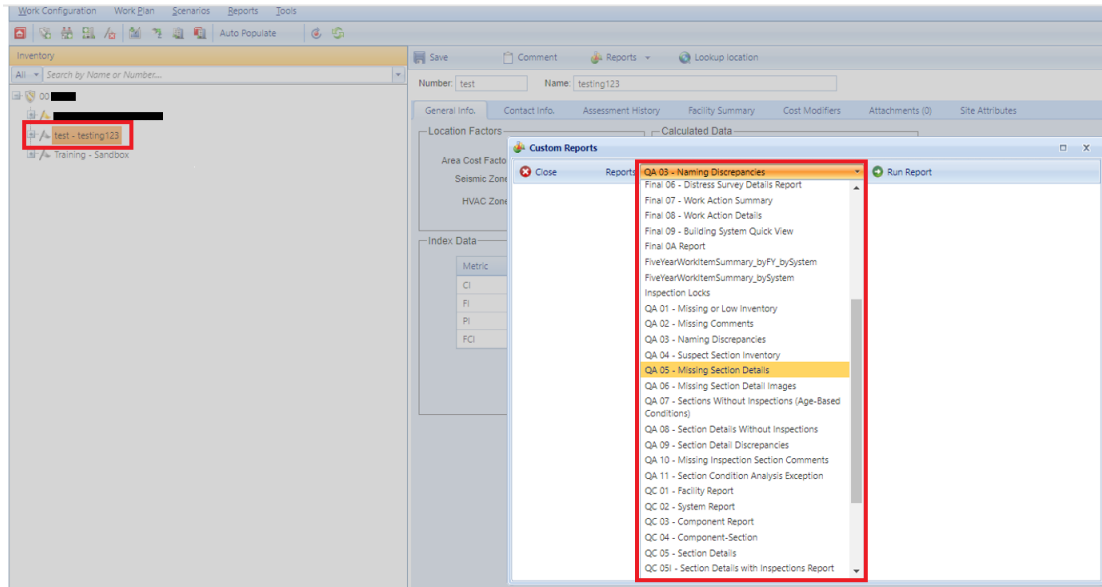 Work Configuration Work Plan Scenarios Reports Tools
Auto Populate
Inventory
Save Comment Reports Lookup location
All Search by Name or Number...
Number: test Name: testing123
00
General Info. Contact Info. Assessment History Facility Summary Cost Modifiers Attachments (0) Site Attributes
test - testing123
Location Factors Calculated Data
Training - Sandbox
Custom Reports X
Area Cost Facto
Close Reports QA 03 - Naming Discrepancies Run Report
Seismic Zone
HVAC Zone
Final 06 - Distress Survey Details Report
Final 07 - Work Action Summary
Final 08 - Work Action Details
Final 09 - Building System Quick View
Index Data
Final 0A Report
FiveYearWorkItemSummary_byFY_bySystem
Metric
FiveYearWorkItemSummary_bySystem
CI
Inspection Locks
FI
QA 01 - Missing or Low Inventory
PI
QA 02 - Missing Comments
FCI
QA 03 - Naming Discrepancies
QA 04 - Suspect Section Inventory
QA 05 - Missing Section Details
QA 06 - Missing Section Detail Images
QA 07 - Sections Without Inspections (Age-Based
Conditions)
QA 08 - Section Details Without Inspections
QA 09 - Section Detail Discrepancies
QA 10 - Missing Inspection Section Comments
QA 11 - Section Condition Analysis Exception
QC 01 - Facility Report
QC 02 - System Report
QC 03 - Component Report
QC 04 - Component-Section
QC 05 - Section Details
QC 05I - Section Details with Inspections Report